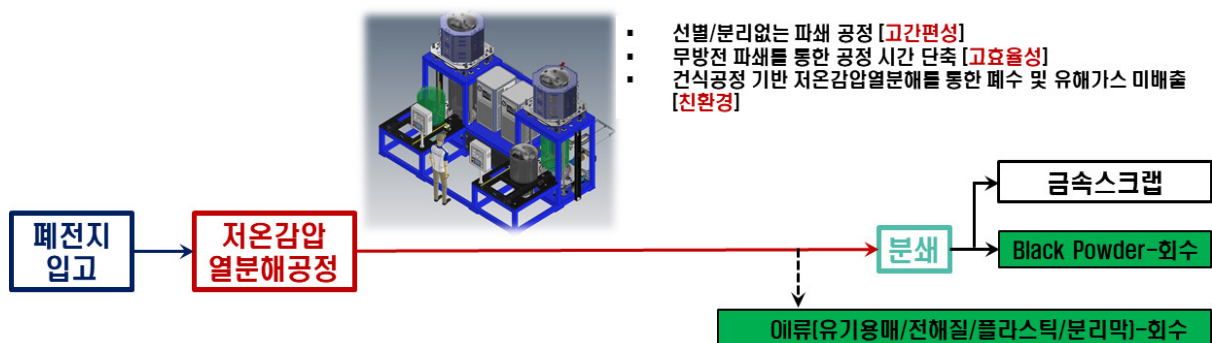 ▪ 선별/분리없는 파쇄 공정 [고간편성]
▪ 무방전 파쇄를 통한 공정 시간 단축 [고효율성]
▪ 건식공정 기반 저온감압열분해를 통한 폐수 및 유해가스 미배출
[친환경]
폐전지
입고
저온감압
열분해공정
분쇄
금속스크랩
Black Powder-회수
Oil류(유기용매/전해질/플라스틱/분리막)-회수